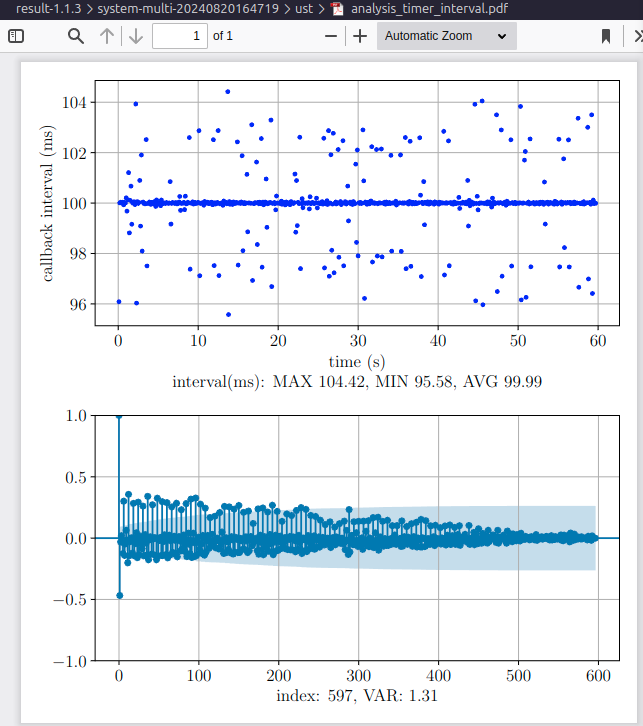 result-1.1.3 > system-multi-20240820164719 > ust > analysis_timer_interval.pdf
1 of 1 Automatic Zoom
104
102
100
98
96
callback interval (ms)
0 10 20 30 40 50 60
time (s)
interval(ms): MAX 104.42, MIN 95.58, AVG 99.99
1.0
0.5
0.0
−0.5
−1.0
0 100 200 300 400 500 600
index: 597, VAR: 1.31